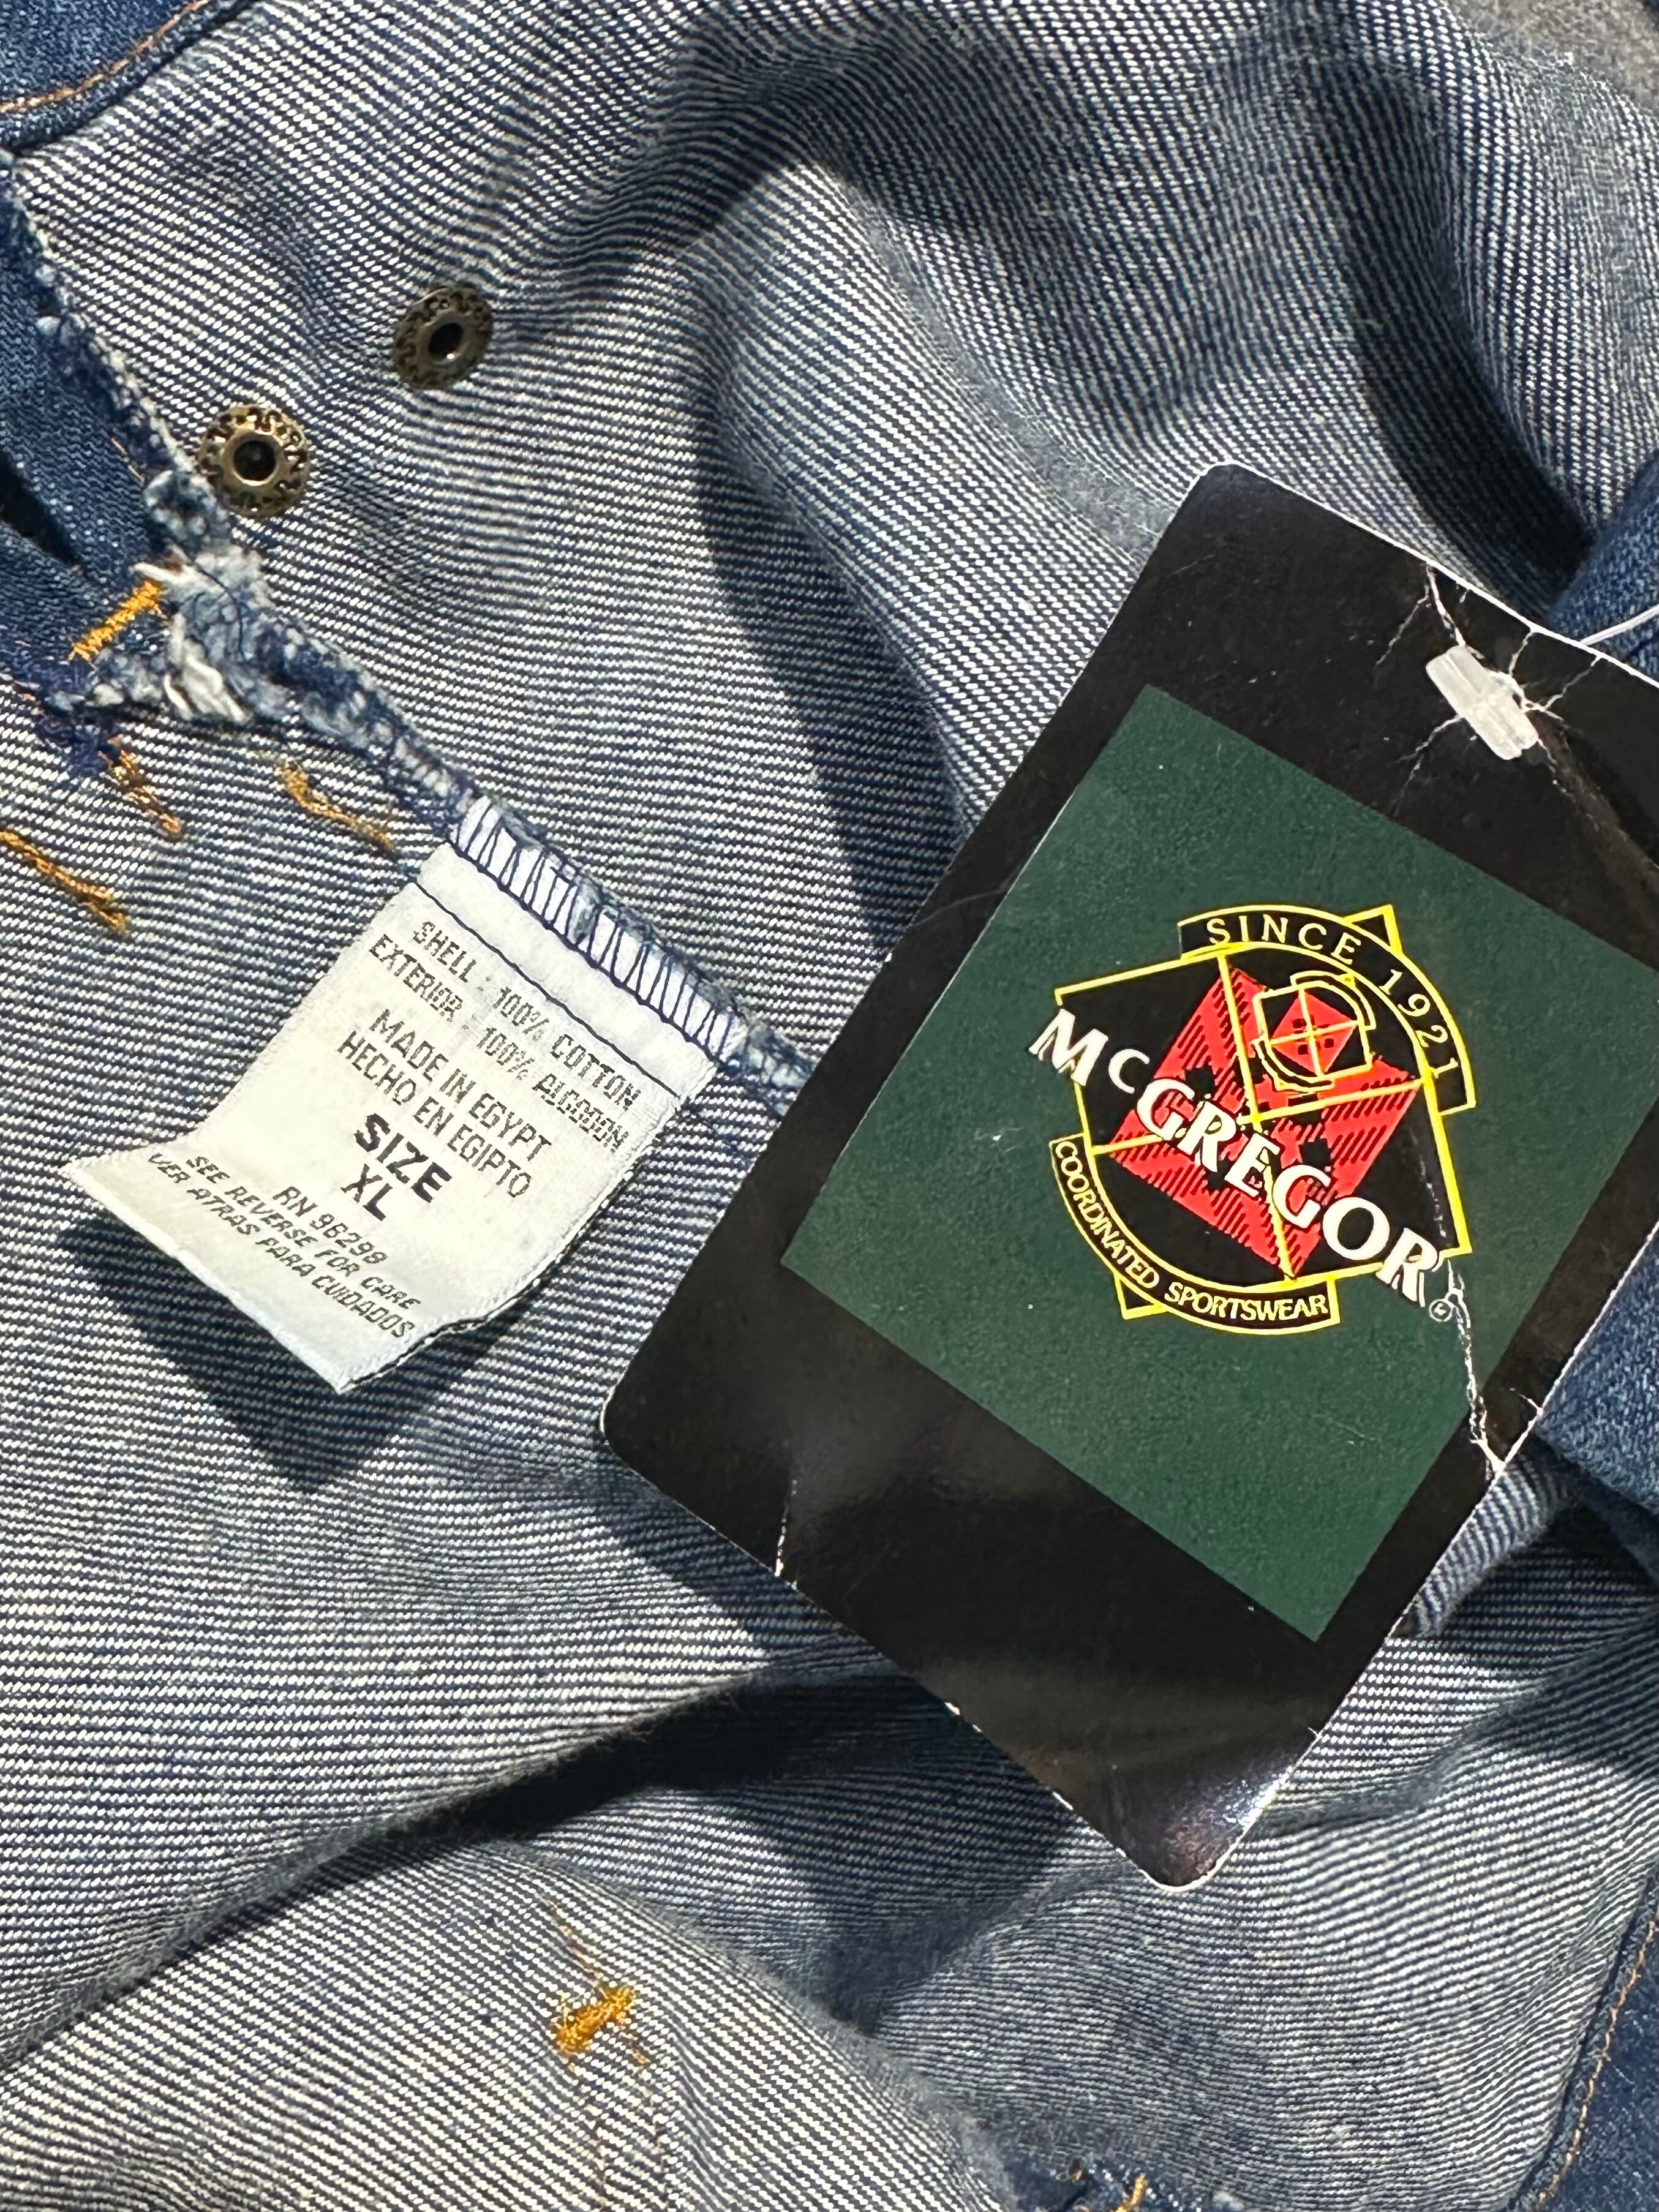 SHELL : 100% COTTON
EXTERIOR : 100% ALGODON
MADE IN EGYPT
HECHO EN EGIPTO
SIZE
XL
RN 96298
SEE REVERSE FOR CARE
VER ATRAS PARA CUIDADOS
SINCE 1921
McGREGOR®
COORDINATED SPORTSWEAR